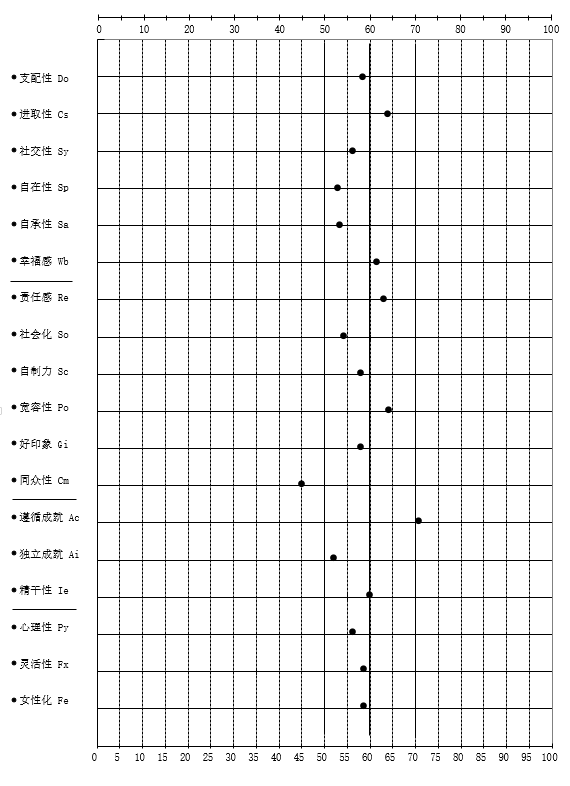 0 10 20 30 40 50 60 70 80 90 100
支配性 Do
进取性 Cs
社交性 Sy
自在性 Sp
自承性 Sa
幸福感 Wb
责任感 Re
社会化 So
自制力 Sc
宽容性 Po
好印象 Gi
同众性 Cm
遵循成就 Ac
独立成就 Ai
精干性 Ie
心理性 Py
灵活性 Fx
女性化 Fe
0 5 10 15 20 25 30 35 40 45 50 55 60 65 70 75 80 85 90 95 100